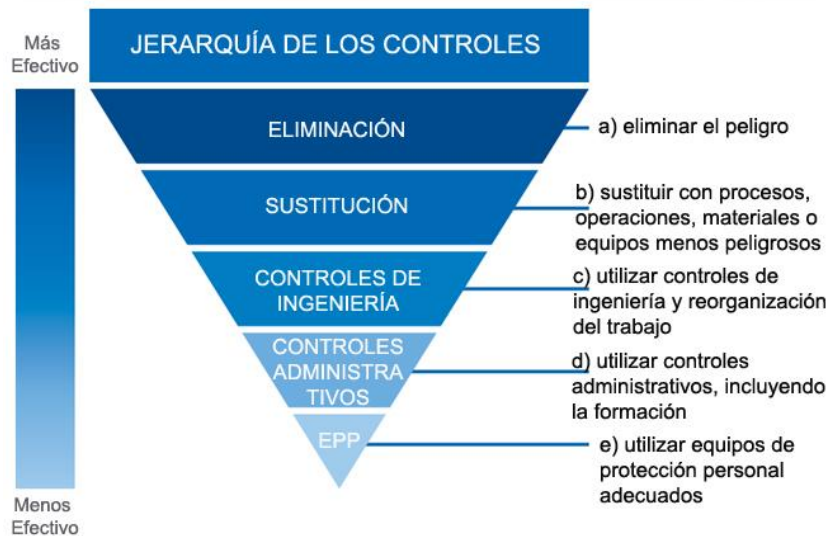 JERARQUÍA DE LOS CONTROLES
Más
Efectivo
ELIMINACIÓN
a) eliminar el peligro
SUSTITUCIÓN
b) sustituir con procesos,
operaciones, materiales o
equipos menos peligrosos
CONTROLES DE
INGENIERÍA
c) utilizar controles de
ingeniería y reorganización
del trabajo
CONTROLES
ADMINISTRA
TIVOS
d) utilizar controles
administrativos, incluyendo
la formación
EPP
e) utilizar equipos de
protección personal
adecuados
Menos
Efectivo